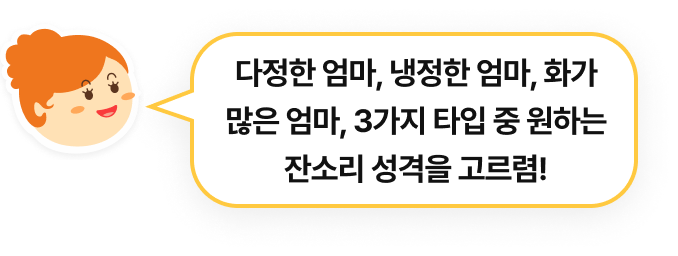 다정한 엄마, 냉정한 엄마, 화가
많은 엄마, 3가지 타입 중 원하는
잔소리 성격을 고르렴!